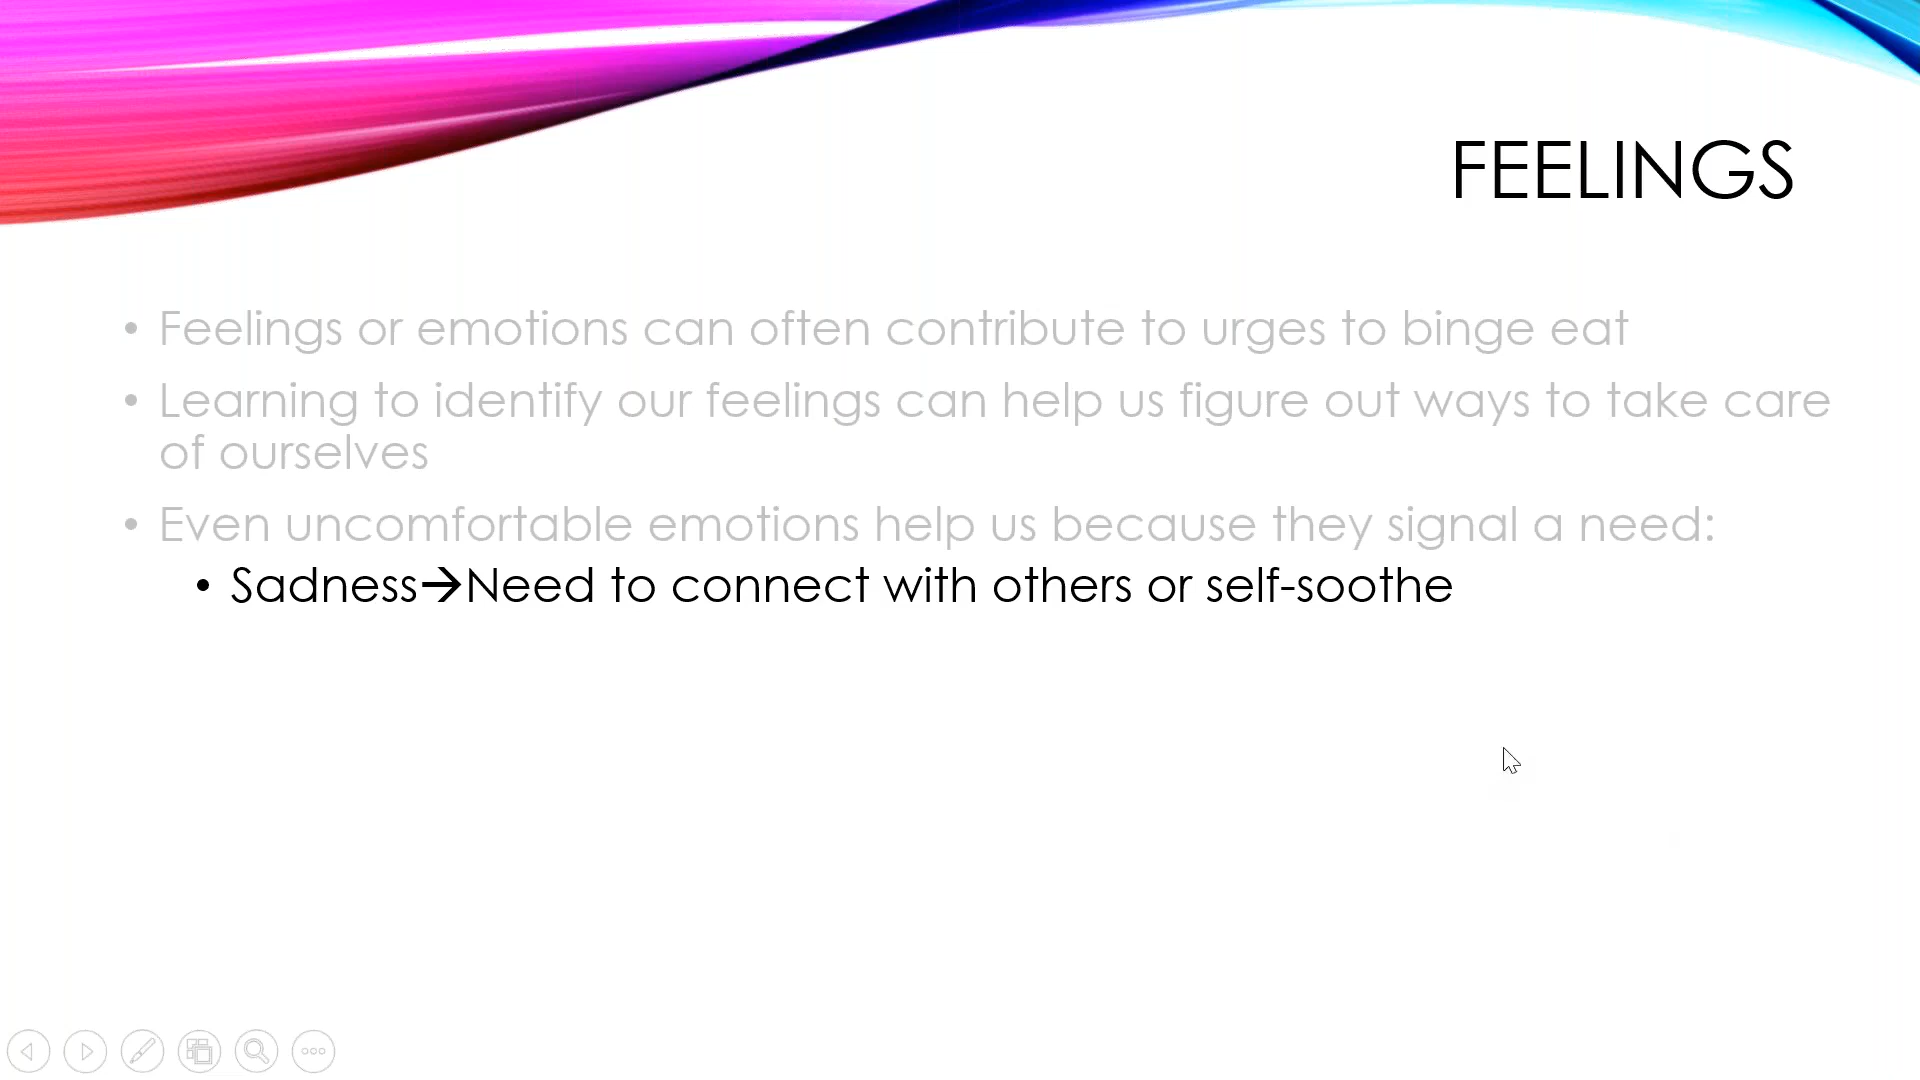 FEELINGS
• Feelings or emotions can often contribute to urges to binge eat
• Learning to identify our feelings can help us figure out ways to take care
of ourselves
• Even uncomfortable emotions help us because they signal a need:
• Sadness→Need to connect with others or self-soothe